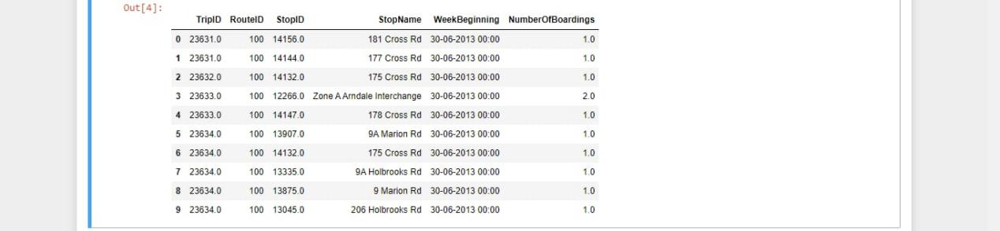 Out[4]:
TripID RouteID StopID StopName WeekBeginning NumberOfBoardings
0 23631.0 100 14156.0 181 Cross Rd 30-06-2013 00:00 1.0
1 23631.0 100 14144.0 177 Cross Rd 30-06-2013 00:00 1.0
2 23632.0 100 14132.0 175 Cross Rd 30-06-2013 00:00 1.0
3 23633.0 100 12266.0 Zone A Arndale Interchange 30-06-2013 00:00 2.0
4 23633.0 100 14147.0 178 Cross Rd 30-06-2013 00:00 1.0
5 23634.0 100 13907.0 9A Marion Rd 30-06-2013 00:00 1.0
6 23634.0 100 14132.0 175 Cross Rd 30-06-2013 00:00 1.0
7 23634.0 100 13335.0 9A Holbrooks Rd 30-06-2013 00:00 1.0
8 23634.0 100 13875.0 9 Marion Rd 30-06-2013 00:00 1.0
9 23634.0 100 13045.0 206 Holbrooks Rd 30-06-2013 00:00 1.0